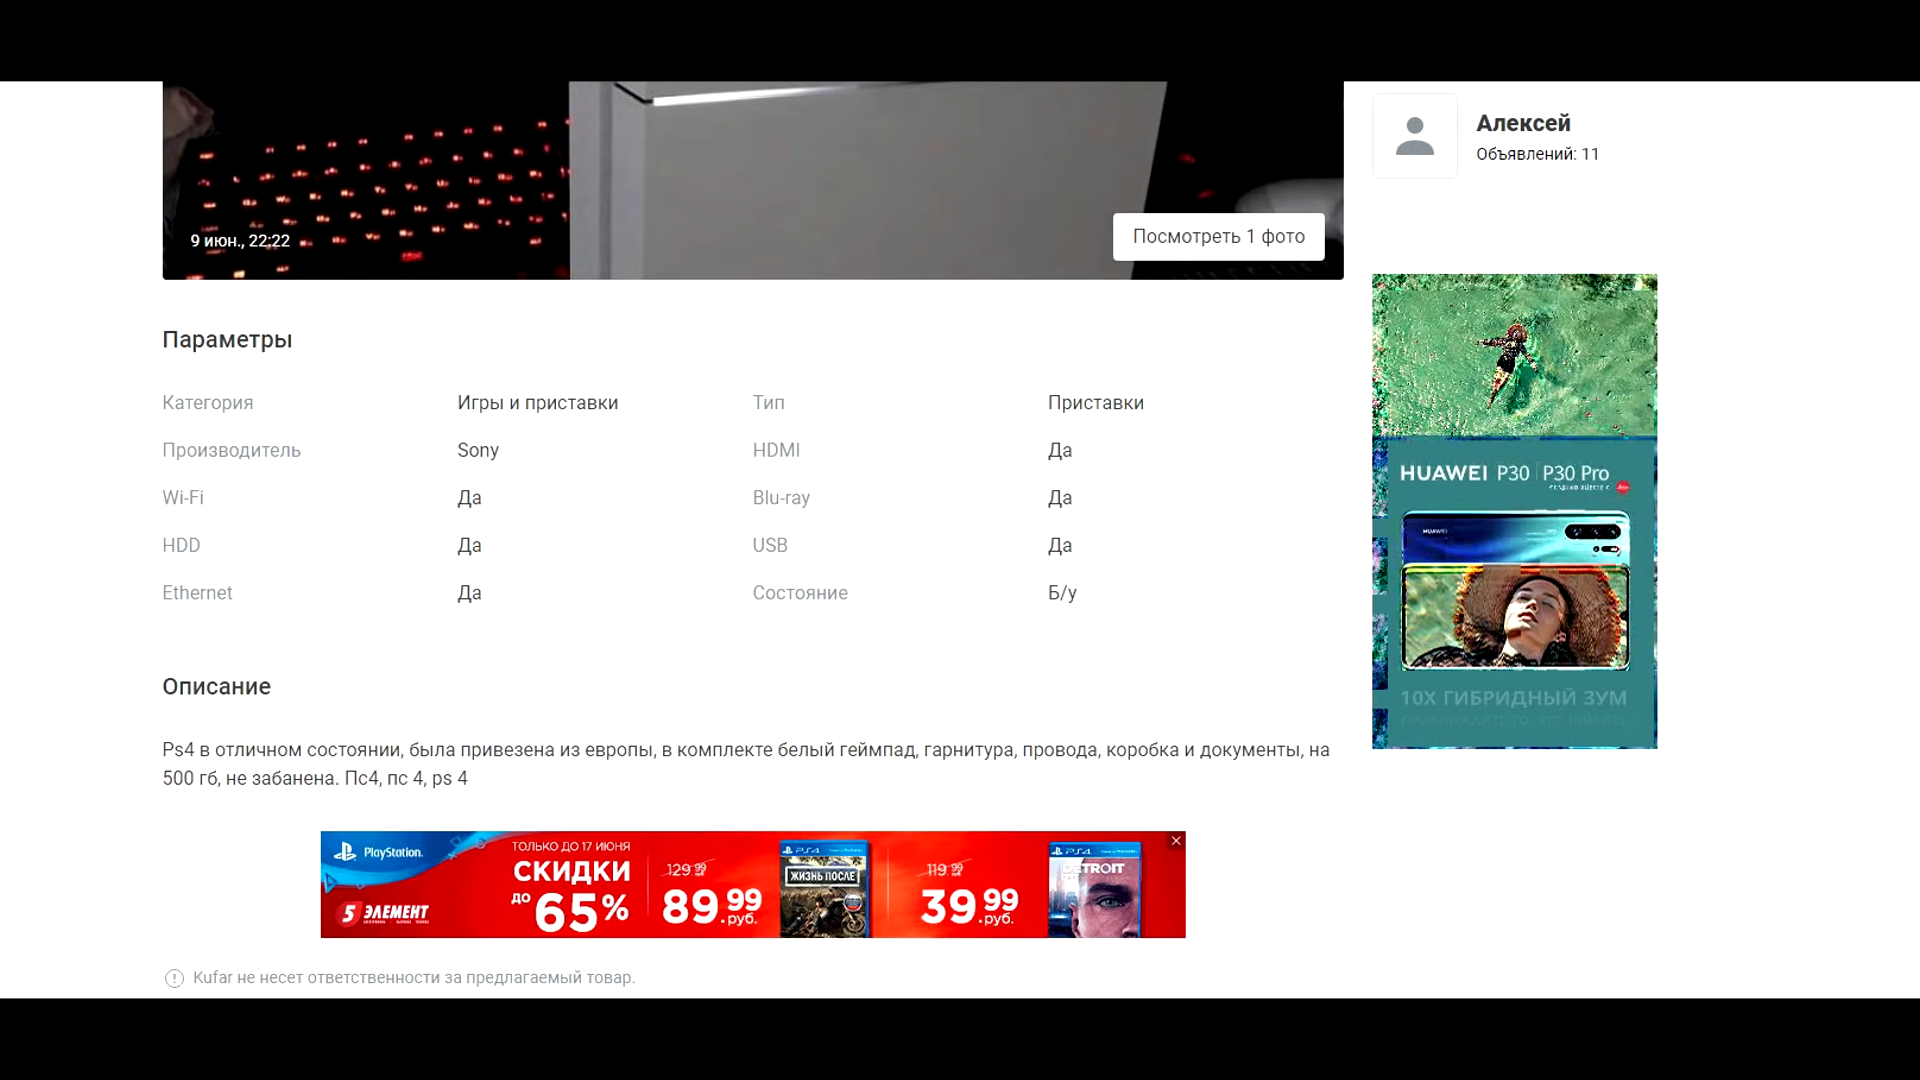 Алексей
Объявлений: 11
9 июн., 22:22
Посмотреть 1 фото
Параметры
Категория Игры и приставки Тип Приставки
Производитель Sony HDMI Да
Wi-Fi Да Blu-ray Да
HDD Да USB Да
Ethernet Да Состояние Б/у
HUAWEI P30 | P30 Pro
HUAWEI
10X ГИБРИДНЫЙ ЗУМ
Описание
Ps4 в отличном состоянии, была привезена из европы, в комплекте белый геймпад, гарнитура, провода, коробка и документы, на
500 гб, не забанена. Пс4, пс 4, ps 4
PlayStation.
5 ЭЛЕМЕНТ
ТОЛЬКО ДО 17 ИЮНЯ
СКИДКИ
до 65%
129.99
89.99 руб.
PS4
ЖИЗНЬ ПОСЛЕ
119.99
39.99 руб.
PS4
DETROIT
Kufar не несет ответственности за предлагаемый товар.